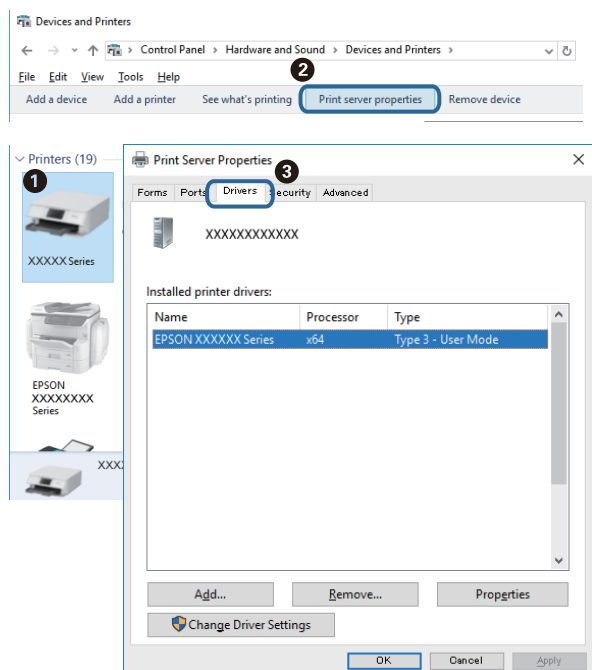 Devices and Printers
Control Panel > Hardware and Sound > Devices and Printers >
File Edit View Tools Help
2
Add a device Add a printer See what's printing Print server properties Remove device
Printers (19)
1
XXXXX Series
EPSON
XXXXXXXX
Series
XXX
Print Server Properties
3
Forms Ports Drivers Security Advanced
XXXXXXXXXXXX
Installed printer drivers:
Name Processor Type
EPSON XXXXXX Series x64 Type 3 - User Mode
Add... Remove... Properties
Change Driver Settings
OK Cancel Apply